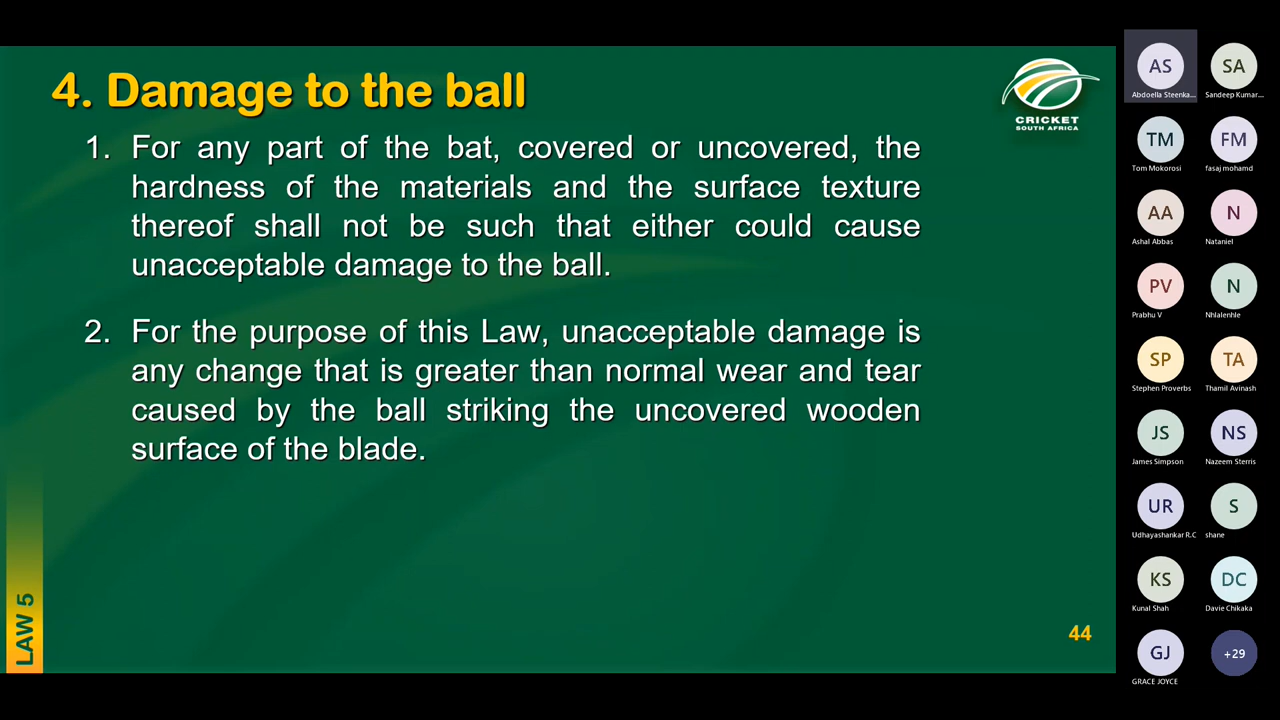 4. Damage to the ball
CRICKET
SOUTH AFRICA
1. For any part of the bat, covered or uncovered, the
hardness of the materials and the surface texture
thereof shall not be such that either could cause
unacceptable damage to the ball.
2. For the purpose of this Law, unacceptable damage is
any change that is greater than normal wear and tear
caused by the ball striking the uncovered wooden
surface of the blade.
LAW 5
44
AS
Abdoella Steenka...
SA
Sandeep Kumar...
TM
Tom Mokorosi
FM
fasaj mohamd
AA
Ashal Abbas
N
Nataniel
PV
Prabhu V
N
Nhlalenhle
SP
Stephen Proverbs
TA
Thamil Avinash
JS
James Simpson
NS
Nazeem Sterris
UR
Udhayashankar R.C
S
shane
KS
Kunal Shah
DC
Davie Chikaka
GJ
GRACE JOYCE
+29